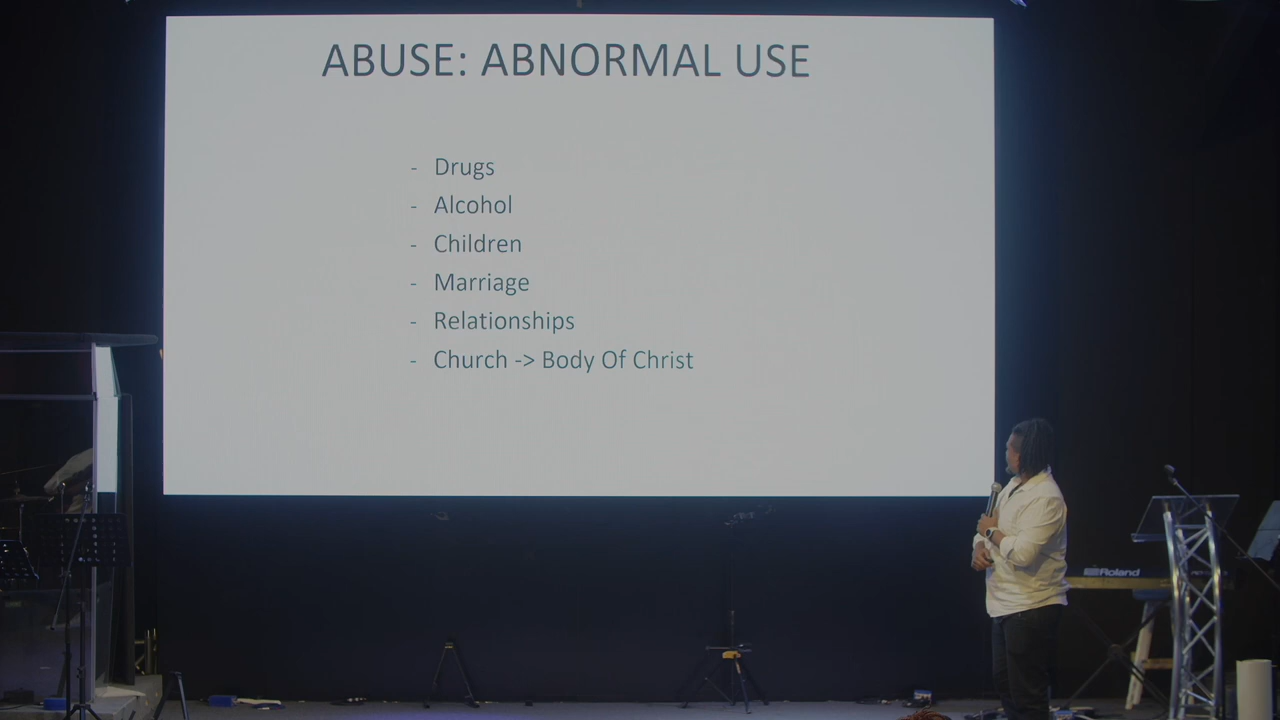 ABUSE: ABNORMAL USE
- Drugs
- Alcohol
- Children
- Marriage
- Relationships
- Church -> Body Of Christ
Roland